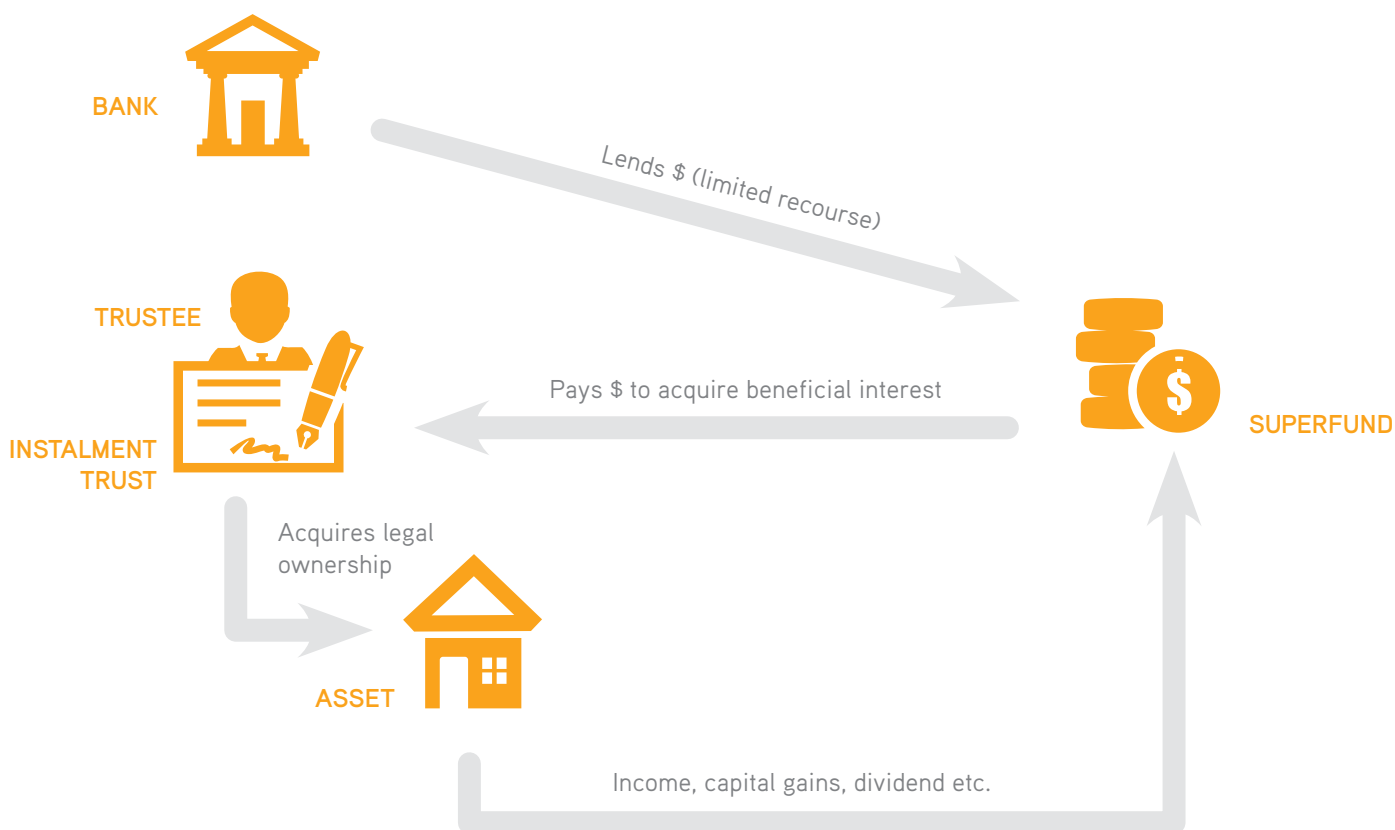 BANK
Lends $ (limited recourse)
TRUSTEE
Pays $ to acquire beneficial interest
$
SUPERFUND
INSTALMENT
TRUST
Acquires legal
ownership
ASSET
Income, capital gains, dividend etc.